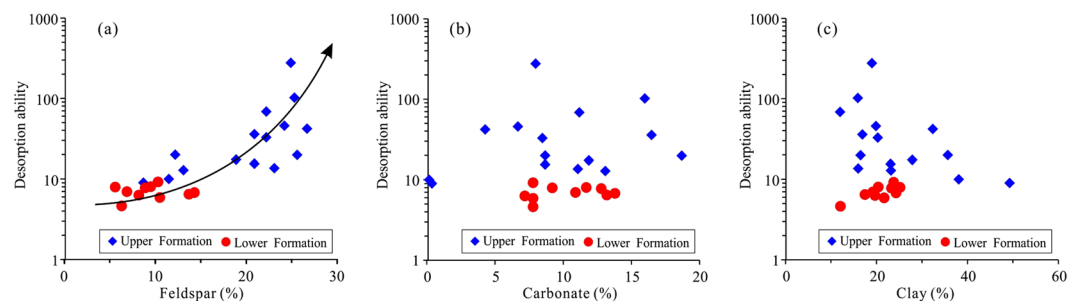 (a)
Desorption ability
1000
100
10
1
0
10
20
30
Feldspar (%)
Upper Formation
Lower Formation
(b)
Desorption ability
1000
100
10
1
0
5
10
15
20
Carbonate (%)
Upper Formation
Lower Formation
(c)
Desorption ability
1000
100
10
1
0
20
40
60
Clay (%)
Upper Formation
Lower Formation